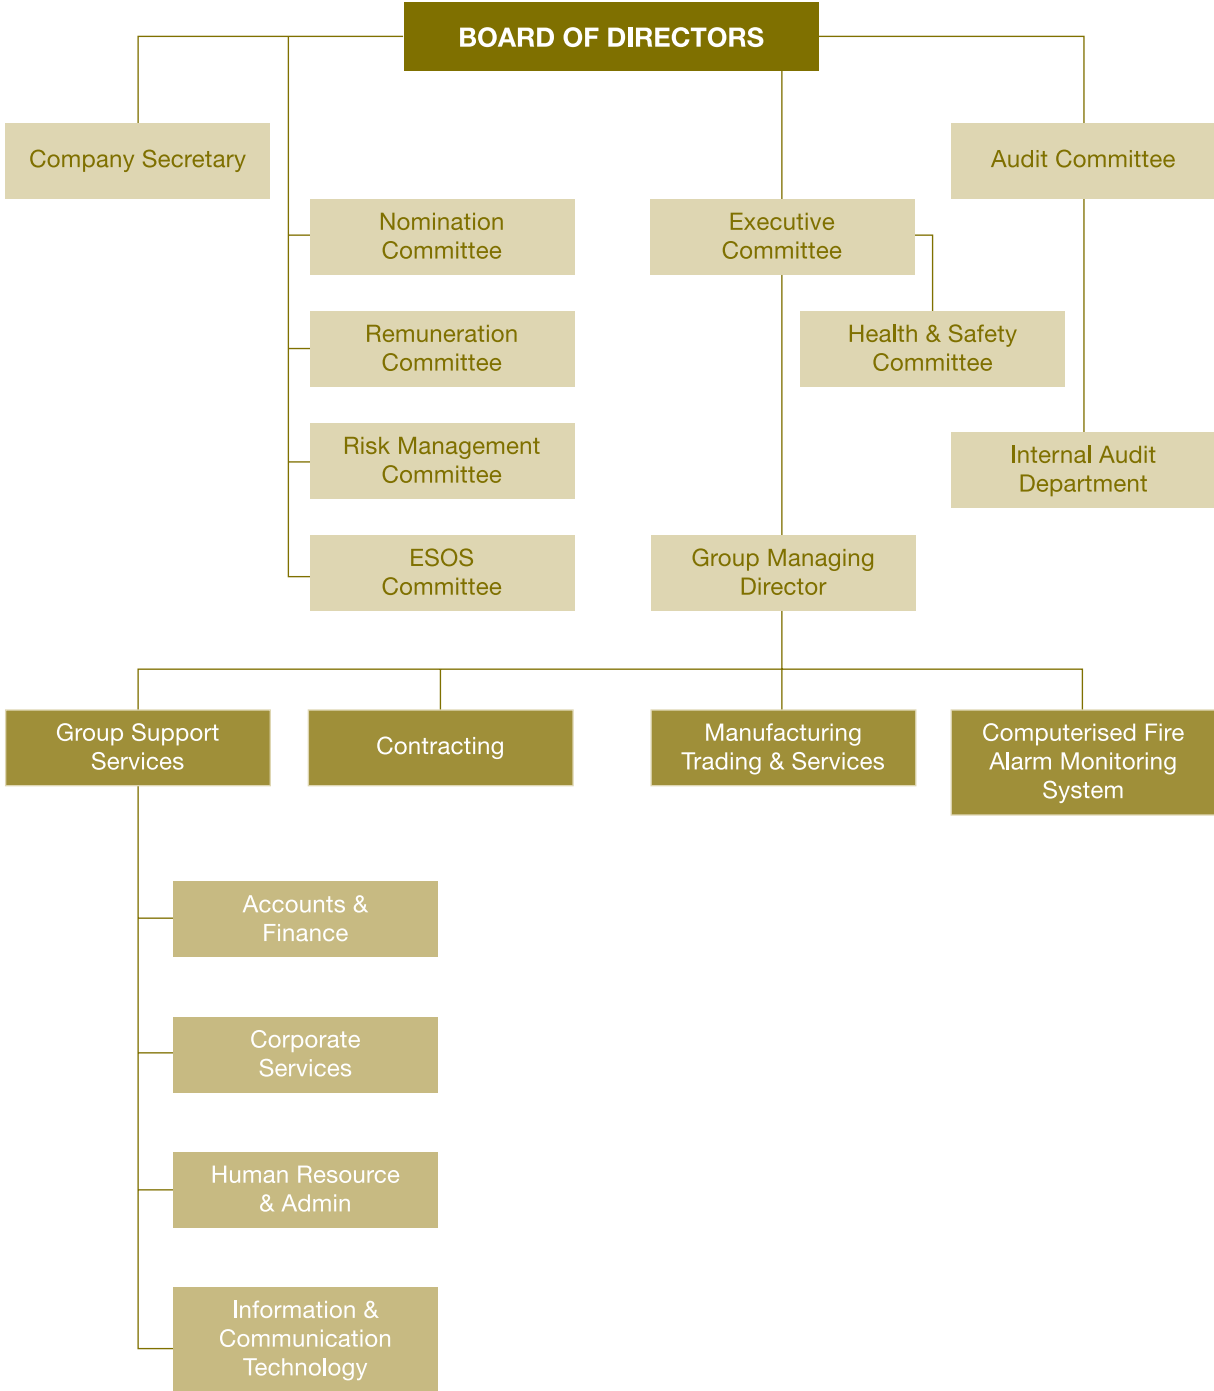 BOARD OF DIRECTORS
Company Secretary
Audit Committee
Nomination
Committee
Executive
Committee
Remuneration
Committee
Health & Safety
Committee
Risk Management
Committee
Internal Audit
Department
ESOS
Committee
Group Managing
Director
Group Support
Services
Contracting
Manufacturing
Trading & Services
Computerised Fire
Alarm Monitoring
System
Accounts &
Finance
Corporate
Services
Human Resource
& Admin
Information &
Communication
Technology